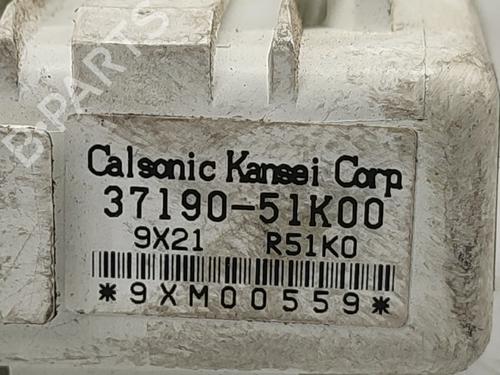 B-PARTS
Calsonic Kansei Corp
37190-51K00
9X21 R51K0
*9XM00559*